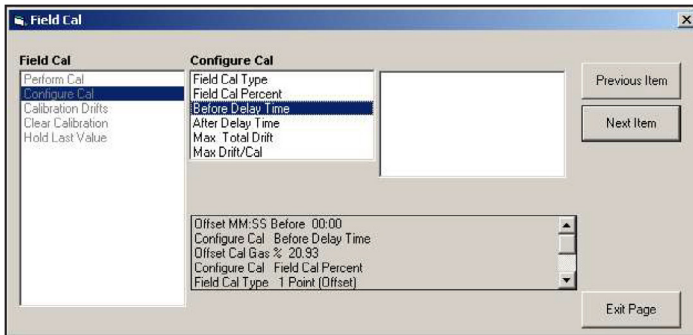 Field Cal
Field Cal
Perform Cal
Configure Cal
Calibration Drifts
Clear Calibration
Hold Last Value
Configure Cal
Field Cal Type
Field Cal Percent
Before Delay Time
After Delay Time
Max Total Drift
Max Drift/Cal
Previous Item
Next Item
Offset MM:SS Before 00:00
Configure Cal Before Delay Time
Offset Cal Gas % 20.93
Configure Cal Field Cal Percent
Field Cal Type 1 Point (Offset)
Exit Page